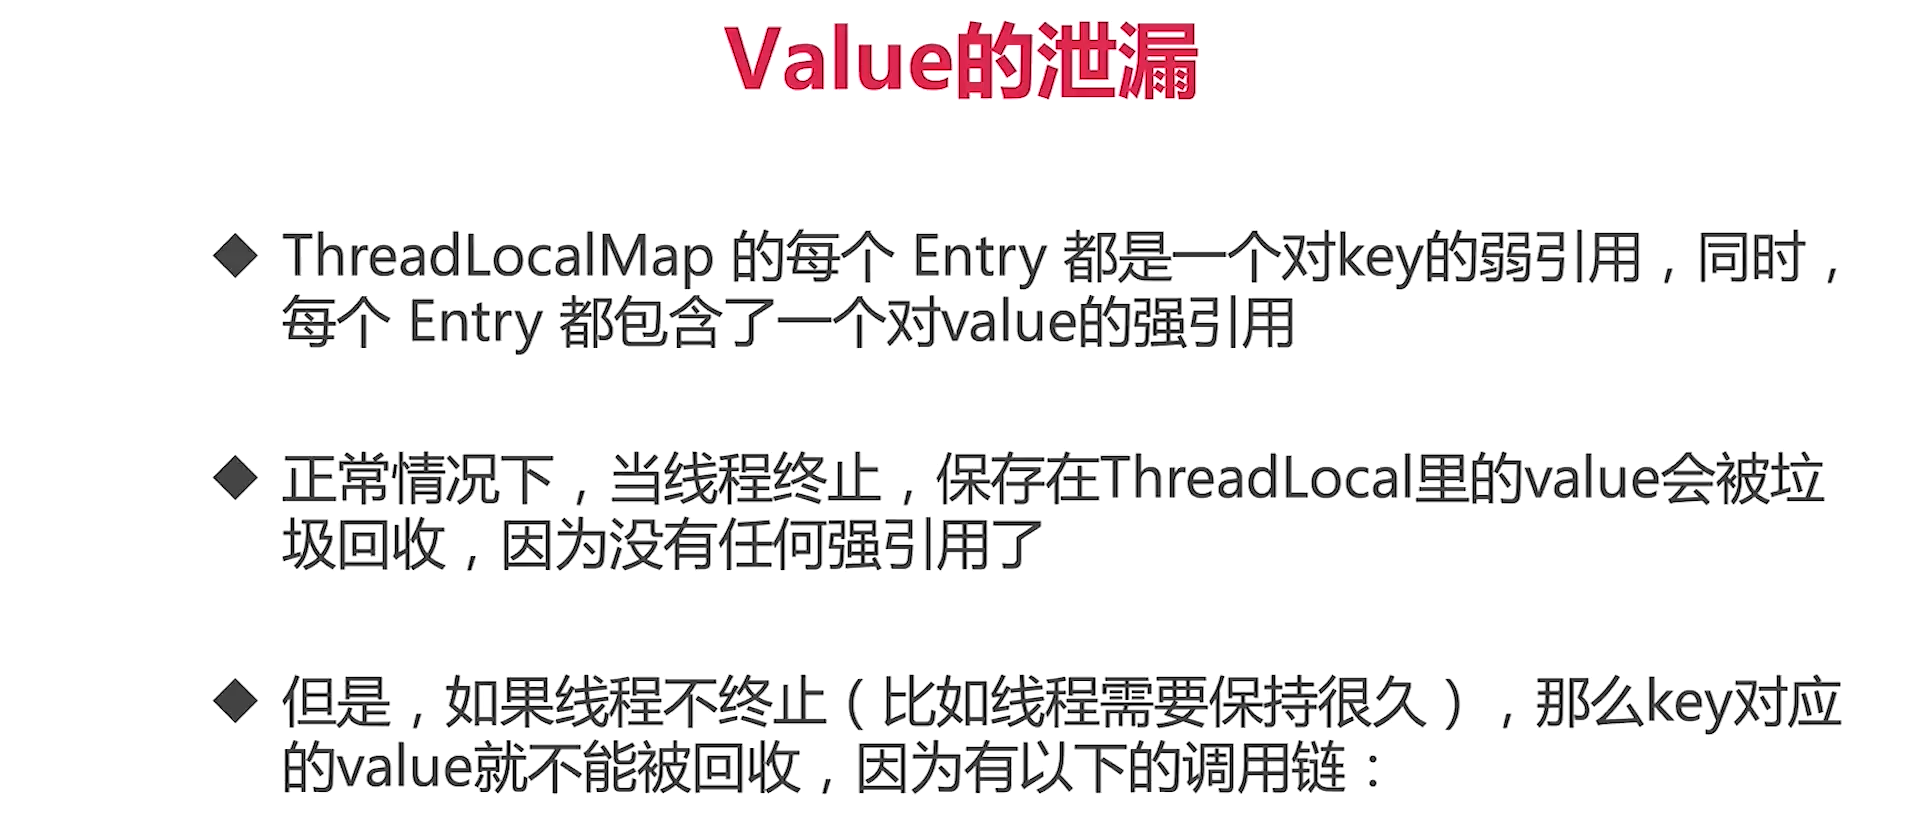 Value的泄漏
◆ ThreadLocalMap 的每个 Entry 都是一个对key的弱引用，同时，
每个 Entry 都包含了一个对value的强引用
◆ 正常情况下，当线程终止，保存在ThreadLocal里的value会被垃
圾回收，因为没有任何强引用了
◆ 但是，如果线程不终止（比如线程需要保持很久），那么key对应
的value就不能被回收，因为有以下的调用链：